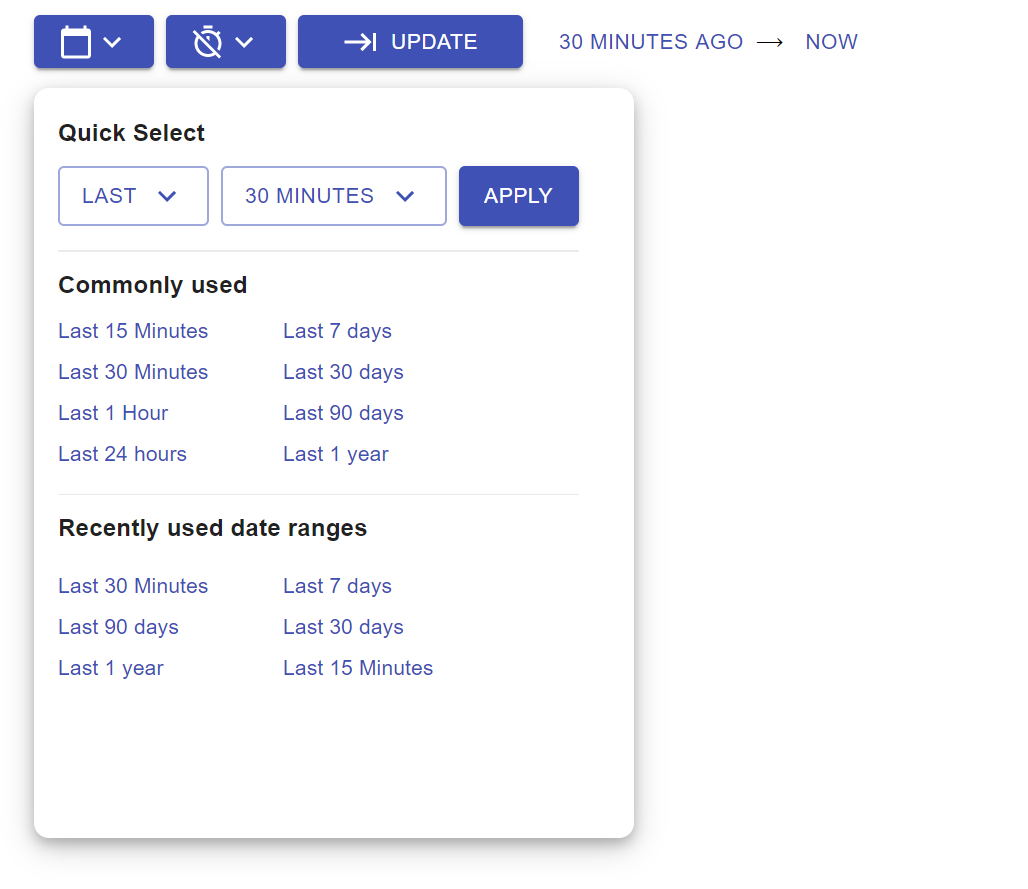 UPDATE 30 MINUTES AGO → NOW
Quick Select
LAST 30 MINUTES APPLY
Commonly used
Last 15 Minutes Last 7 days
Last 30 Minutes Last 30 days
Last 1 Hour Last 90 days
Last 24 hours Last 1 year
Recently used date ranges
Last 30 Minutes Last 7 days
Last 90 days Last 30 days
Last 1 year Last 15 Minutes